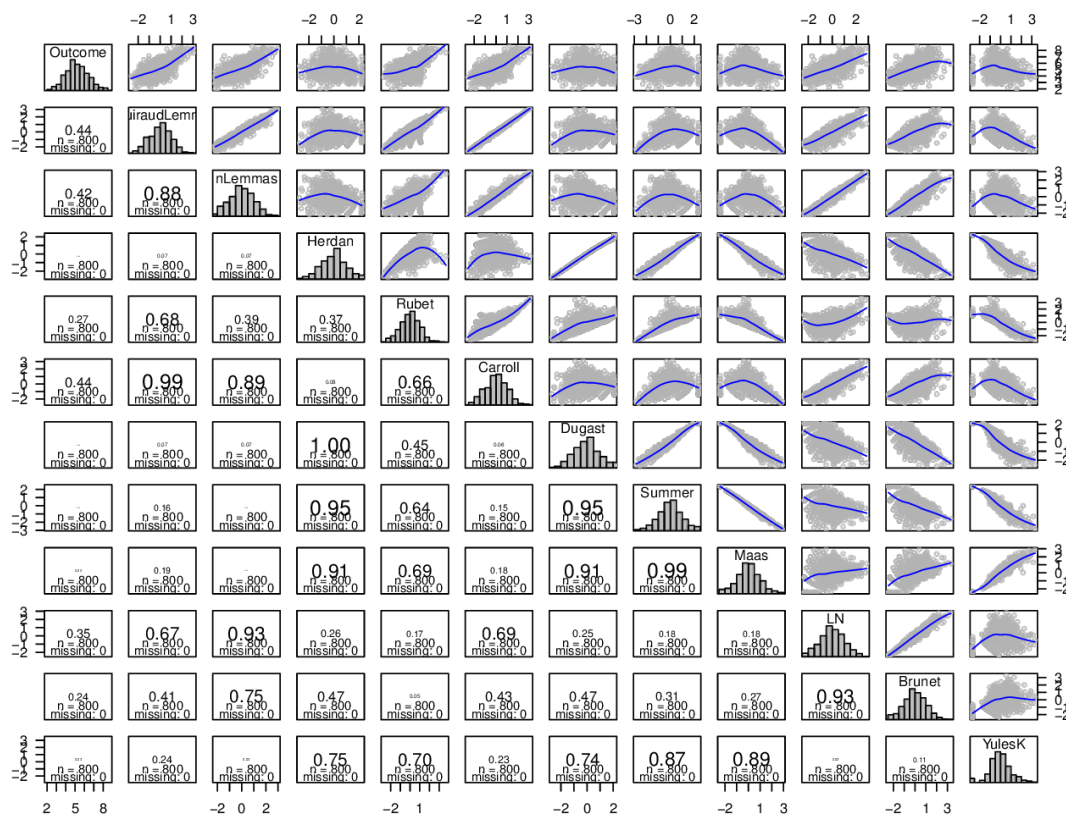 −2 1 3 −2 0 2 −2 1 3 −3 0 2 −2 1 3 −2 1 3
Outcome
2 4 5 6 8
uiraudLemm
−2 0 1 2 3
0.44 n = 800 missing: 0
nLemmas
0.42 n = 800 missing: 0
0.88 n = 800 missing: 0
Herdan
−2 0 1 2
n = 800 missing: 0
0.07 n = 800 missing: 0
0.07 n = 800 missing: 0
Rubet
0.27 n = 800 missing: 0
0.68 n = 800 missing: 0
0.39 n = 800 missing: 0
0.37 n = 800 missing: 0
Carroll
−2 0 1 2 3
0.44 n = 800 missing: 0
0.99 n = 800 missing: 0
0.89 n = 800 missing: 0
n = 800 missing: 0
0.66 n = 800 missing: 0
Dugast
n = 800 missing: 0
0.07 n = 800 missing: 0
0.07 n = 800 missing: 0
1.00 n = 800 missing: 0
0.45 n = 800 missing: 0
0.06 n = 800 missing: 0
Summer
−3 −1 0 1 2
n = 800 missing: 0
0.16 n = 800 missing: 0
n = 800 missing: 0
0.95 n = 800 missing: 0
0.64 n = 800 missing: 0
0.15 n = 800 missing: 0
0.95 n = 800 missing: 0
Maas
n = 800 missing: 0
0.19 n = 800 missing: 0
n = 800 missing: 0
0.91 n = 800 missing: 0
0.69 n = 800 missing: 0
0.18 n = 800 missing: 0
0.91 n = 800 missing: 0
0.99 n = 800 missing: 0
LN
−2 0 1 2 3
0.35 n = 800 missing: 0
0.67 n = 800 missing: 0
0.93 n = 800 missing: 0
0.26 n = 800 missing: 0
0.17 n = 800 missing: 0
0.69 n = 800 missing: 0
0.25 n = 800 missing: 0
0.18 n = 800 missing: 0
0.18 n = 800 missing: 0
Brunet
0.24 n = 800 missing: 0
0.41 n = 800 missing: 0
0.75 n = 800 missing: 0
0.47 n = 800 missing: 0
0.05 n = 800 missing: 0
0.43 n = 800 missing: 0
0.47 n = 800 missing: 0
0.31 n = 800 missing: 0
0.27 n = 800 missing: 0
0.93 n = 800 missing: 0
YulesK
−2 0 1 2 3
n = 800 missing: 0
0.24 n = 800 missing: 0
n = 800 missing: 0
0.75 n = 800 missing: 0
0.70 n = 800 missing: 0
0.23 n = 800 missing: 0
0.74 n = 800 missing: 0
0.87 n = 800 missing: 0
0.89 n = 800 missing: 0
n = 800 missing: 0
0.11 n = 800 missing: 0
2 5 8 −2 0 2 −2 1 −2 0 2 −2 1 3 −2 1 3